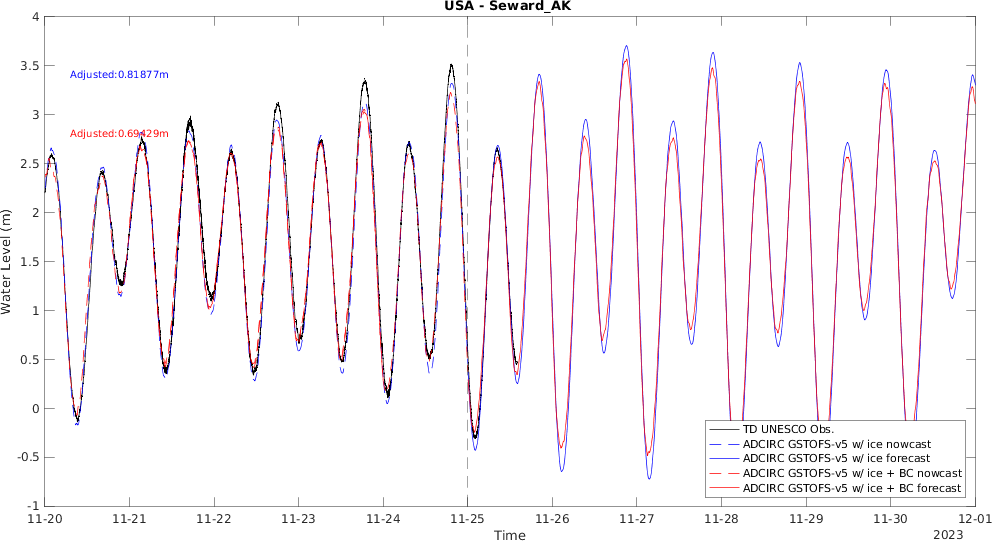 USA - Seward_AK
4
3.5
3
2.5
2
1.5
1
0.5
0
-0.5
-1
Water Level (m)
Adjusted:0.81877m
Adjusted:0.69429m
TD UNESCO Obs.
ADCIRC GSTOFS-v5 w/ ice nowcast
ADCIRC GSTOFS-v5 w/ ice forecast
ADCIRC GSTOFS-v5 w/ ice + BC nowcast
ADCIRC GSTOFS-v5 w/ ice + BC forecast
11-20 11-21 11-22 11-23 11-24 11-25 11-26 11-27 11-28 11-29 11-30 12-01
Time
2023